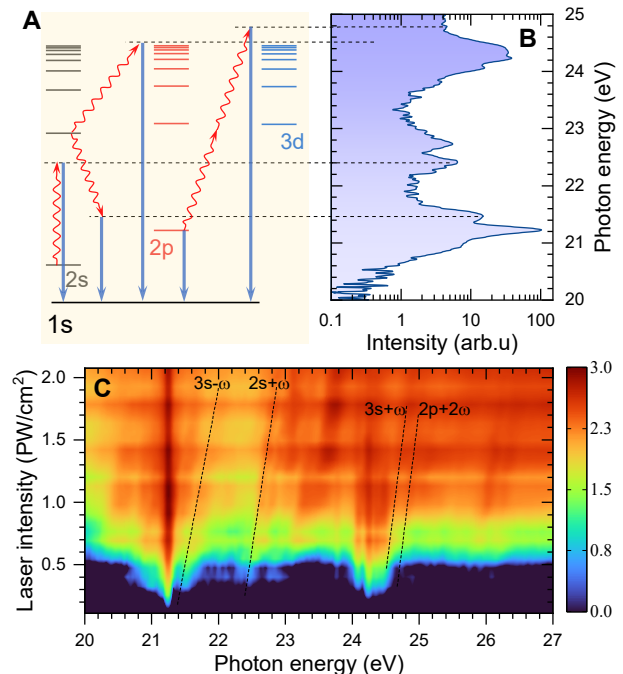 A
3d
2p
2s
1s
B
25
24
23
22
21
20
Photon energy (eV)
0.1 1 10 100
Intensity (arb.u)
C
3s-ω
2s+ω
3s+ω
2p+2ω
2.0
1.5
1.0
0.5
Laser intensity (PW/cm²)
20 21 22 23 24 25 26 27
Photon energy (eV)
3.0
2.3
1.5
0.8
0.0